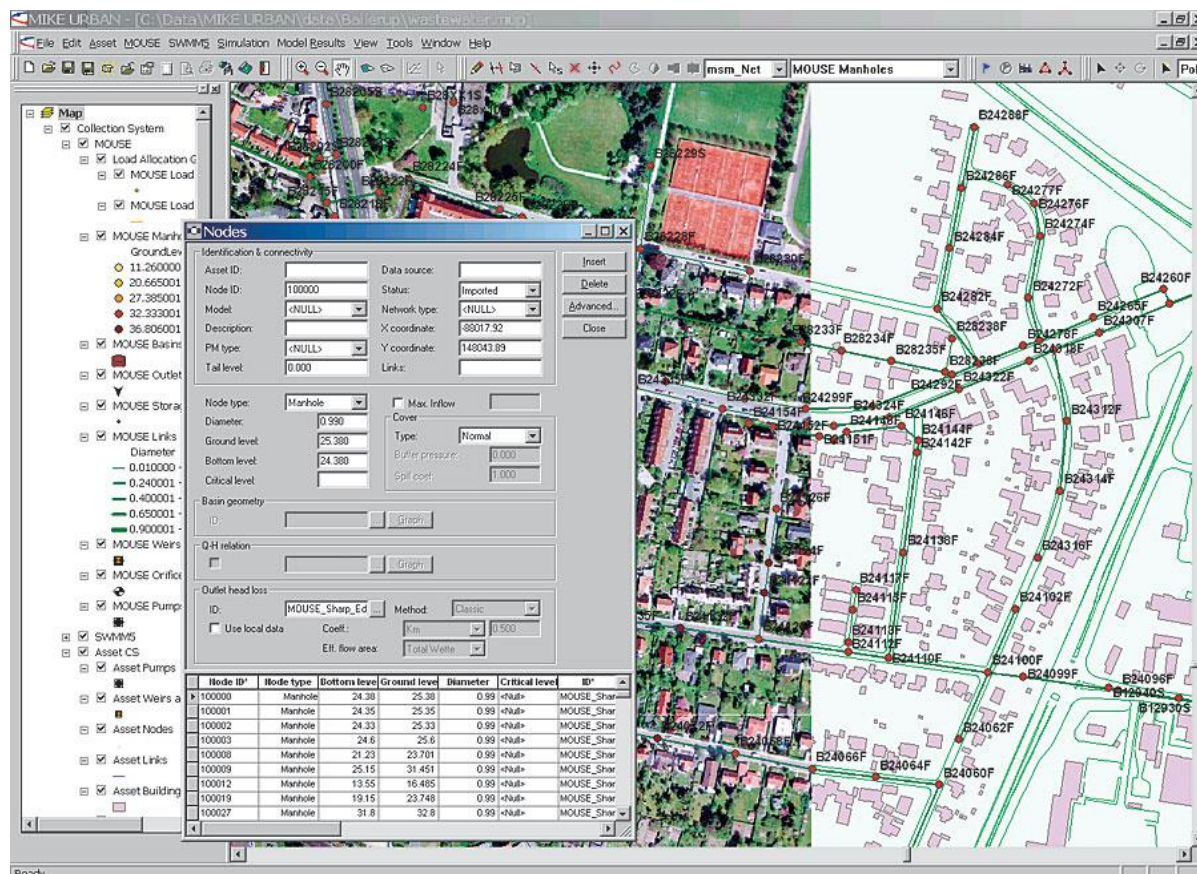 MIKE URBAN - [C:\Data\MIKE URBAN\data\Ballerup\wastewater.mup]
File Edit Asset MOUSE SWMM5 Simulation Model Results View Tools Window Help
msm_Net MOUSE Manholes Pol
Map
Collection System
MOUSE
Load Allocation G
MOUSE Load
MOUSE Load
MOUSE Manho
GroundLev
11.260000
20.665001
27.385001
32.333001
36.806001
MOUSE Basins
MOUSE Outlet
MOUSE Storag
MOUSE Links
Diameter
0.010000 -
0.240001 -
0.400001 -
0.650001 -
0.900001 -
MOUSE Weirs
MOUSE Orific
MOUSE Pumps
SWMM5
Asset CS
Asset Pumps
Asset Weirs a
Asset Nodes
Asset Links
Asset Building
Nodes
Identification & connectivity
Asset ID: Data source: Insert
Node ID: 100000 Status: Imported Delete
Model: <NULL> Network type: <NULL> Advanced...
Description: X coordinate: -88017.92 Close
PM type: <NULL> Y coordinate: 148043.89
Tail level: 0.000 Links:
Node type: Manhole Max. Inflow
Diameter: 0.990 Cover
Ground level: 25.380 Type: Normal
Bottom level: 24.380 Buffer pressure: 0.000
Critical level: Spill coef: 1.000
Basin geometry
ID: ... Graph
Q-H relation
... Graph
Outlet head loss
ID: MOUSE_Sharp_Ed ... Method: Classic
Use local data Coeff.: Km 0.500
Eff. flow area: Total Wette
Node ID* Node type Bottom leve Ground leve Diameter Critical level ID*
100000 Manhole 24.38 25.38 0.99 <Null> MOUSE_Shar
100001 Manhole 24.35 25.35 0.99 <Null> MOUSE_Shar
100002 Manhole 24.33 25.33 0.99 <Null> MOUSE_Shar
100003 Manhole 24.6 25.6 0.99 <Null> MOUSE_Shar
100008 Manhole 21.23 23.701 0.99 <Null> MOUSE_Shar
100009 Manhole 25.15 31.451 0.99 <Null> MOUSE_Shar
100012 Manhole 13.55 16.485 0.99 <Null> MOUSE_Shar
100019 Manhole 19.15 23.748 0.99 <Null> MOUSE_Shar
100027 Manhole 31.8 32.8 0.99 <Null> MOUSE_Shar
B28205S
B28224F
B28229S
B28228F
B28230F
B28233F
B28234F
B28235F
B28238F
B24288F
B24286F
B24277F
B24276F
B24274F
B24284F
B24272F
B24282F
B24260F
B24265F
B24307F
B24278F
B24318F
B24322F
B24292F
B24299F
B24324F
B24154F
B24152F
B24151F
B24146F
B24144F
B24142F
B24312F
B24314F
B24316F
B24138F
B24117F
B24113F
B24112F
B24110F
B24102F
B24100F
B24099F
B24096F
B12940S
B12930S
B24062F
B24066F
B24064F
B24060F
Ready